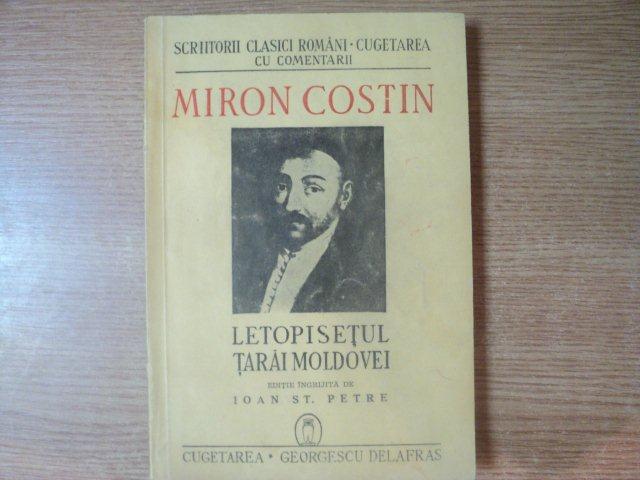 SCRIITORII CLASICI ROMÂNI • CUGETAREA
CU COMENTARII
MIRON COSTIN
LETOPISEȚUL
ȚARĂI MOLDOVEI
EDIȚIE ÎNGRIJITĂ DE
IOAN ST. PETRE
CUGETAREA • GEORGESCU DELAFRAS